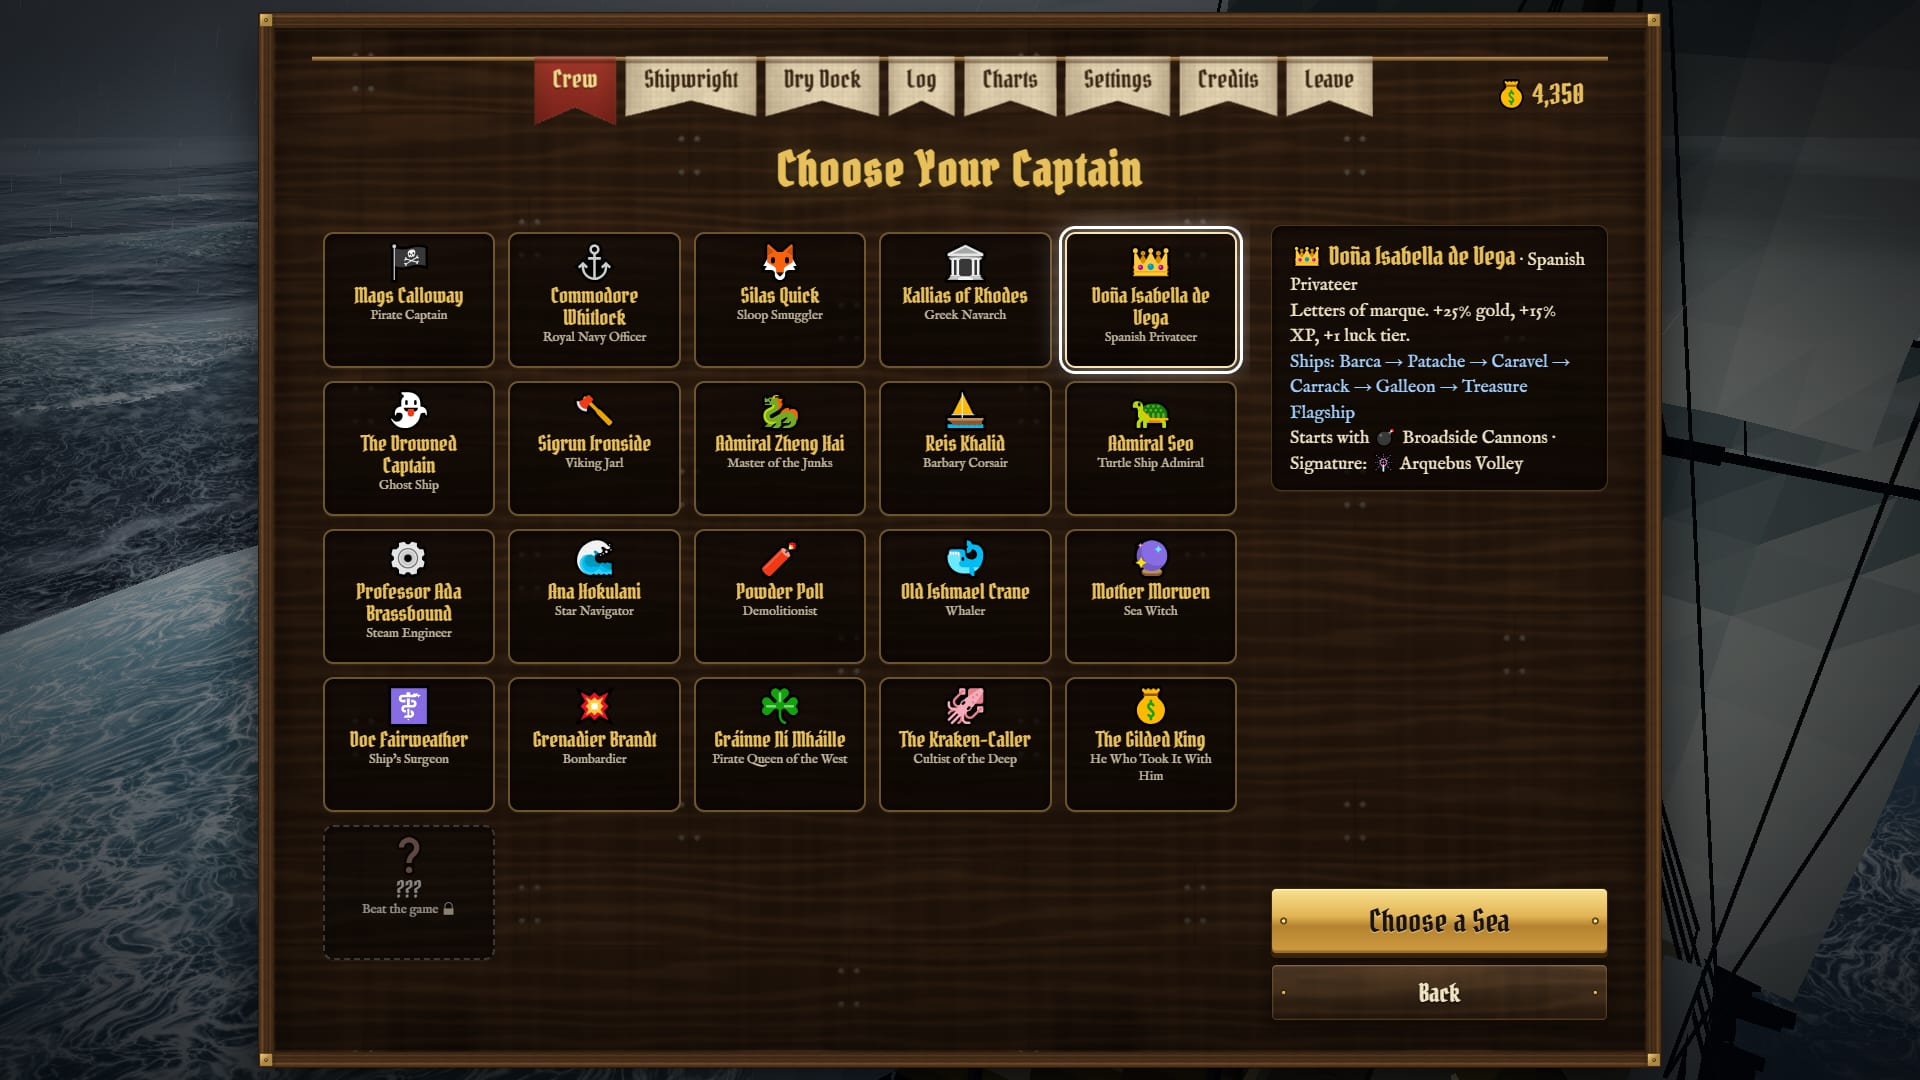 Crew
Shipwright
Dry Dock
Log
Charts
Settings
Credits
Leave
4,350
Choose Your Captain
Mags Calloway
Pirate Captain
Commodore
Whitlock
Royal Navy Officer
Silas Quick
Sloop Smuggler
Kallias of Rhodes
Greek Navarch
Doña Isabella de
Vega
Spanish Privateer
The Drowned
Captain
Ghost Ship
Sigrun Ironside
Viking Jarl
Admiral Zheng Hai
Master of the Junks
Reis Khalid
Barbary Corsair
Admiral Seo
Turtle Ship Admiral
Professor Ada
Brassbound
Steam Engineer
Ana Hokulani
Star Navigator
Powder Poll
Demolitionist
Old Ishmael Crane
Whaler
Mother Morwen
Sea Witch
Doc Fairweather
Ship's Surgeon
Grenadier Brandt
Bombardier
Gráinne Ní Mháille
Pirate Queen of the West
The Kraken-Caller
Cultist of the Deep
The Gilded King
He Who Took It With
Him
???
Beat the game
Doña Isabella de Vega · Spanish
Privateer
Letters of marque. +25% gold, +15%
XP, +1 luck tier.
Ships: Barca → Patache → Caravel →
Carrack → Galleon → Treasure
Flagship
Starts with Broadside Cannons ·
Signature: Arquebus Volley
Choose a Sea
Back